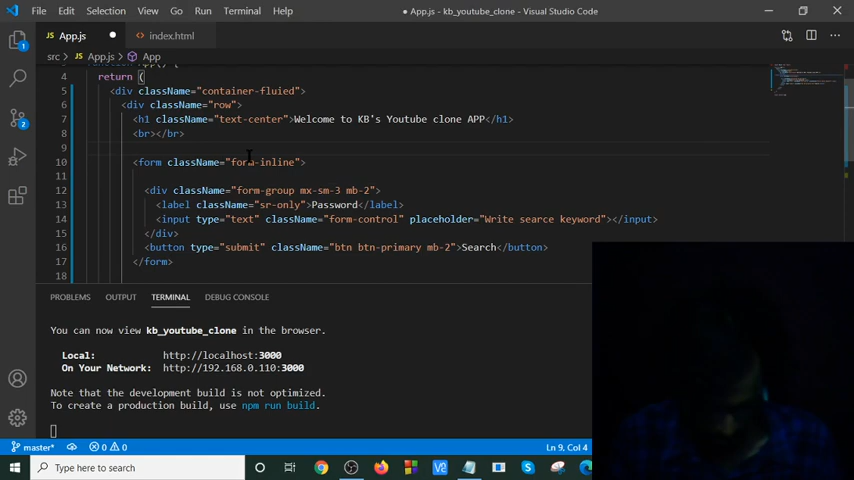 File Edit Selection View Go Run Terminal Help ● App.js - kb_youtube_clone - Visual Studio Code
App.js ● index.html
src > App.js > App
4 return (
5 <div className="container-fluied">
6 <div className="row">
7 <h1 className="text-center">Welcome to KB's Youtube clone APP</h1>
8 <br></br>
9
10 <form className="form-inline">
11
12 <div className="form-group mx-sm-3 mb-2">
13 <label className="sr-only">Password</label>
14 <input type="text" className="form-control" placeholder="Write searce keyword"></input>
15 </div>
16 <button type="submit" className="btn btn-primary mb-2">Search</button>
17 </form>
18
PROBLEMS OUTPUT TERMINAL DEBUG CONSOLE
You can now view kb_youtube_clone in the browser.
Local: http://localhost:3000
On Your Network: http://192.168.0.110:3000
Note that the development build is not optimized.
To create a production build, use npm run build.
master* 0 0 Ln 9, Col 4
Type here to search